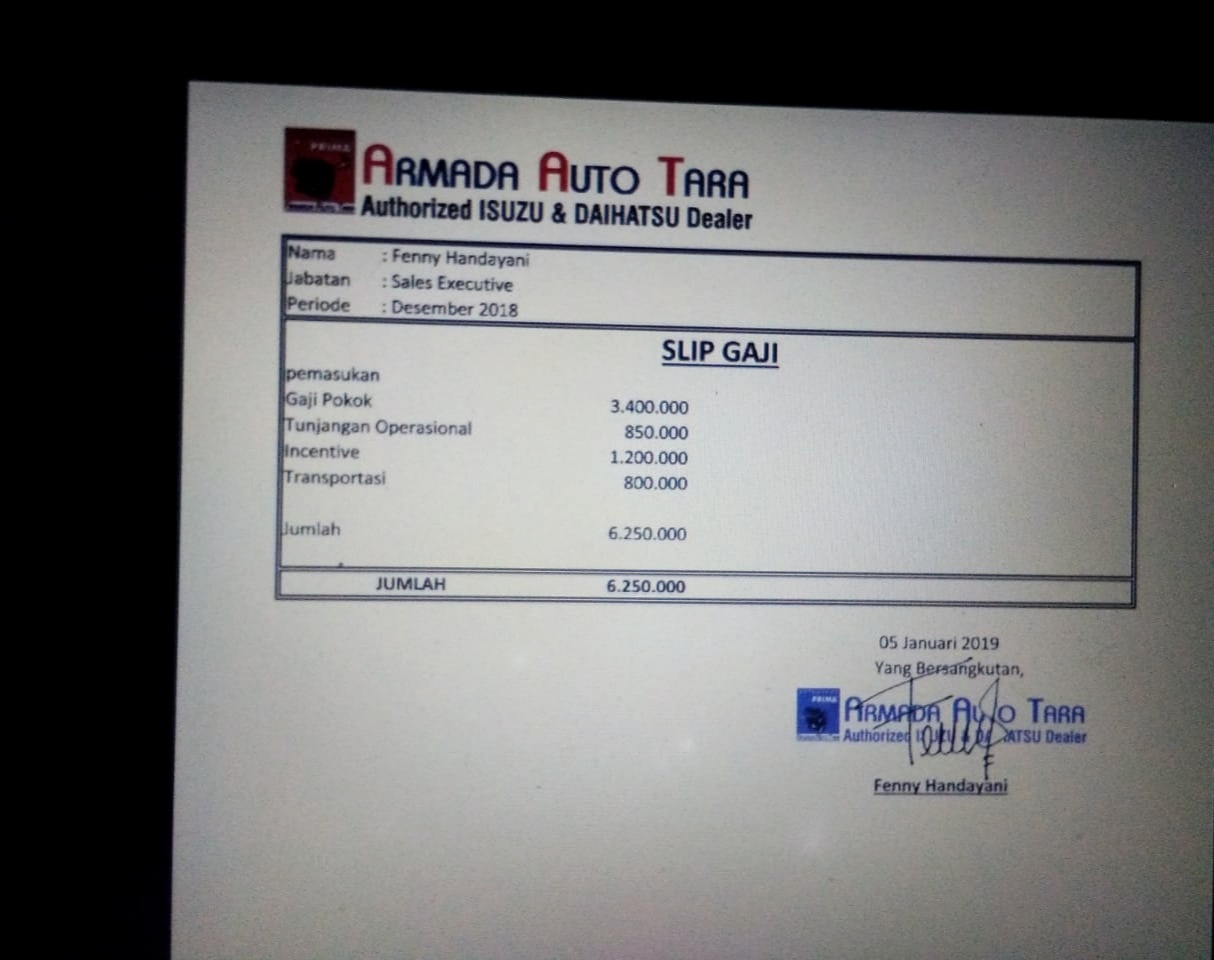 PRIMA
ARMADA AUTO TARA
Authorized ISUZU & DAIHATSU Dealer
Nama : Fenny Handayani
Jabatan : Sales Executive
Periode : Desember 2018
SLIP GAJI
pemasukan
Gaji Pokok 3.400.000
Tunjangan Operasional 850.000
Incentive 1.200.000
Transportasi 800.000
Jumlah 6.250.000
JUMLAH 6.250.000
05 Januari 2019
Yang Bersangkutan,
PRIMA
ARMADA AUTO TARA
Authorized ISUZU & DAIHATSU Dealer
Fenny Handayani